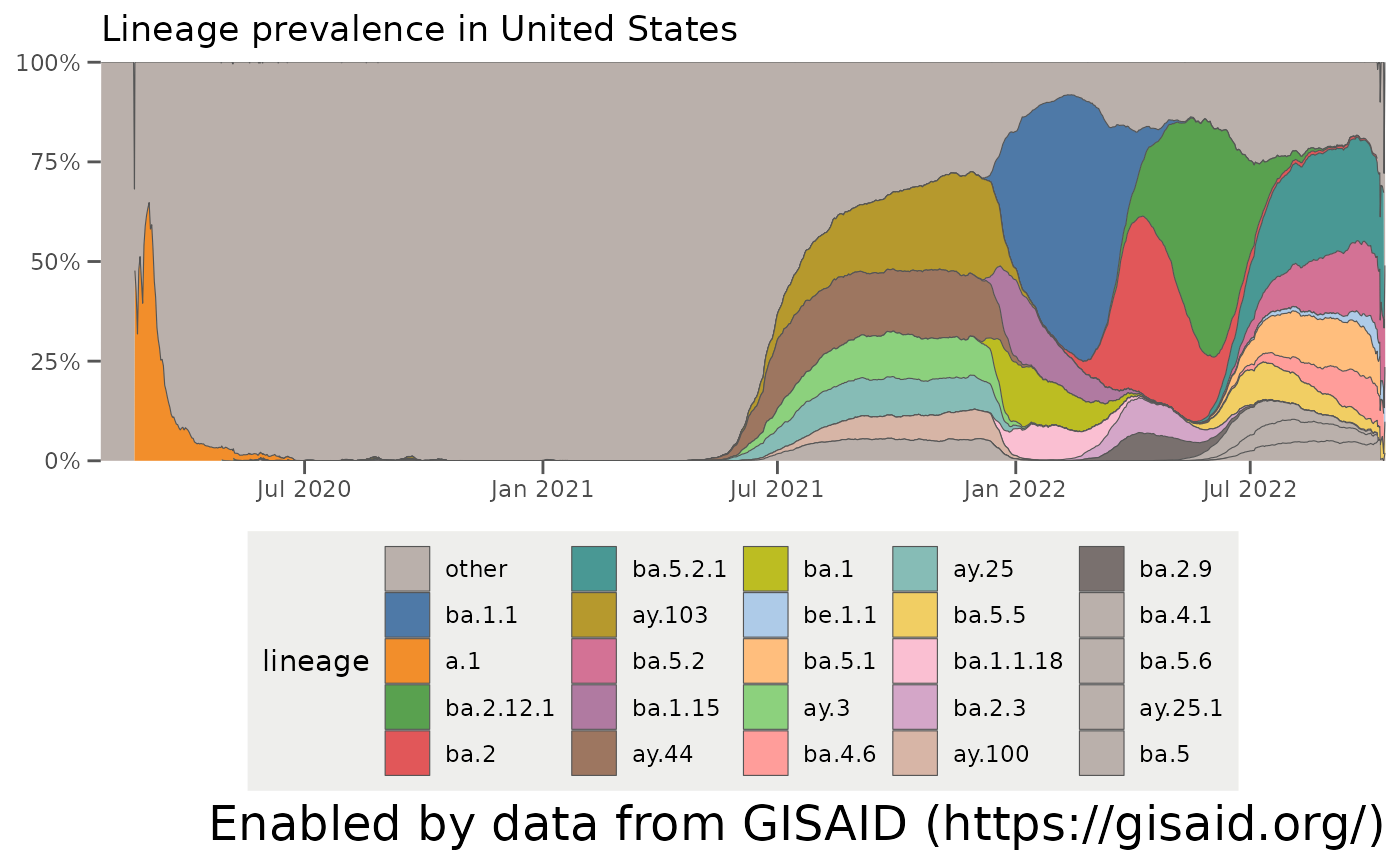 Lineage prevalence in United States
100%
75%
50%
25%
0%
Jul 2020 Jan 2021 Jul 2021 Jan 2022 Jul 2022
lineage
other ba.5.2.1 ba.1 ay.25 ba.2.9
ba.1.1 ay.103 be.1.1 ba.5.5 ba.4.1
a.1 ba.5.2 ba.5.1 ba.1.1.18 ba.5.6
ba.2.12.1 ba.1.15 ay.3 ba.2.3 ay.25.1
ba.2 ay.44 ba.4.6 ay.100 ba.5
Enabled by data from GISAID (https://gisaid.org/)